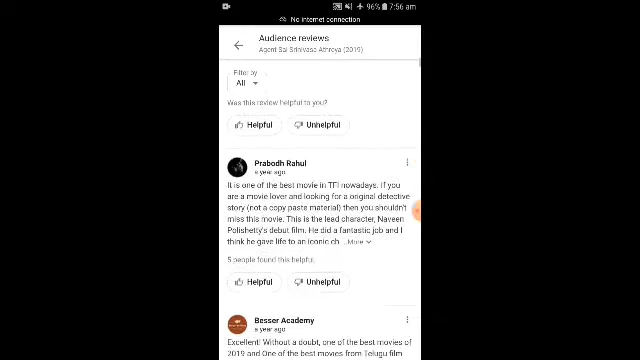 96% 7:56 am
No internet connection
Audience reviews
Agent Sai Srinivasa Athreya (2019)
Filter by
All
Was this review helpful to you?
Helpful Unhelpful
Prabodh Rahul
a year ago
It is one of the best movie in TFI nowadays. If you
are a movie lover and looking for a original detective
story (not a copy paste material) then you shouldn't
miss this movie. This is the lead character, Naveen
Polishetty's debut film. He did a fantastic job and I
think he gave life to an iconic ch ...More
5 people found this helpful.
Helpful Unhelpful
Besser Academy
a year ago
Excellent! Without a doubt, one of the best movies of
2019 and One of the best movies from Telugu film